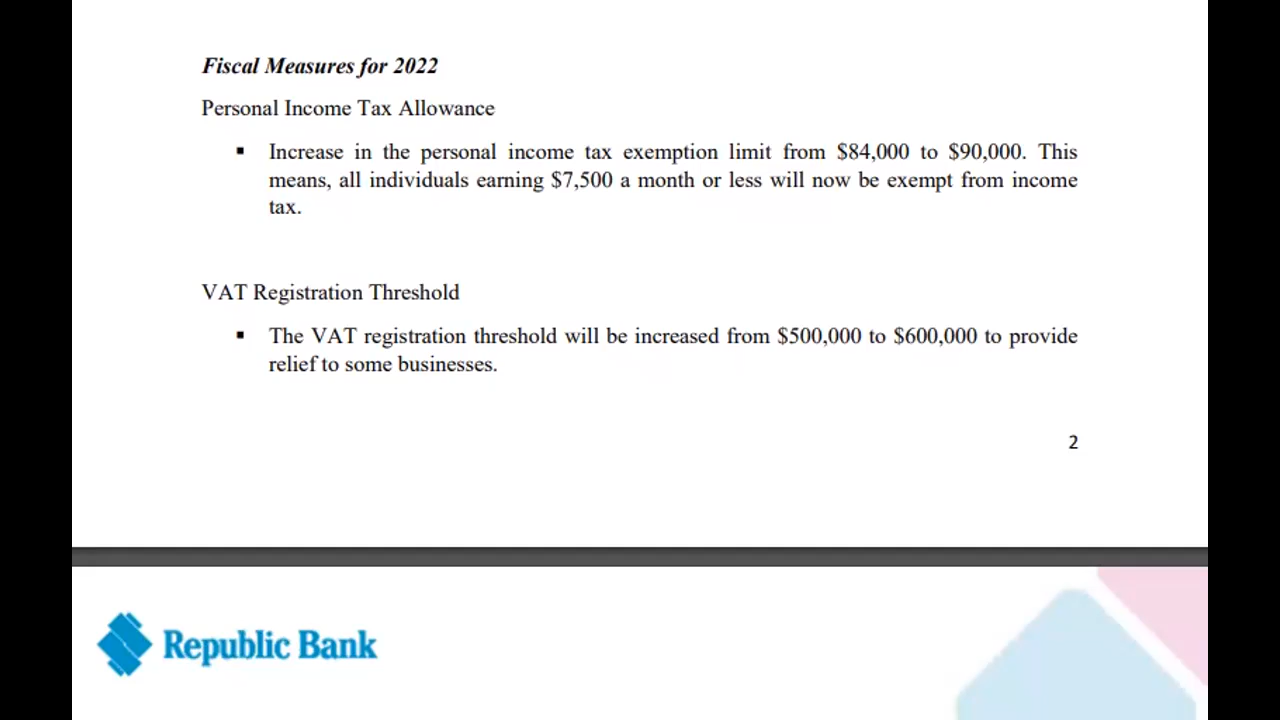 Fiscal Measures for 2022
Personal Income Tax Allowance
▪ Increase in the personal income tax exemption limit from $84,000 to $90,000. This
means, all individuals earning $7,500 a month or less will now be exempt from income
tax.
VAT Registration Threshold
▪ The VAT registration threshold will be increased from $500,000 to $600,000 to provide
relief to some businesses.
2
Republic Bank